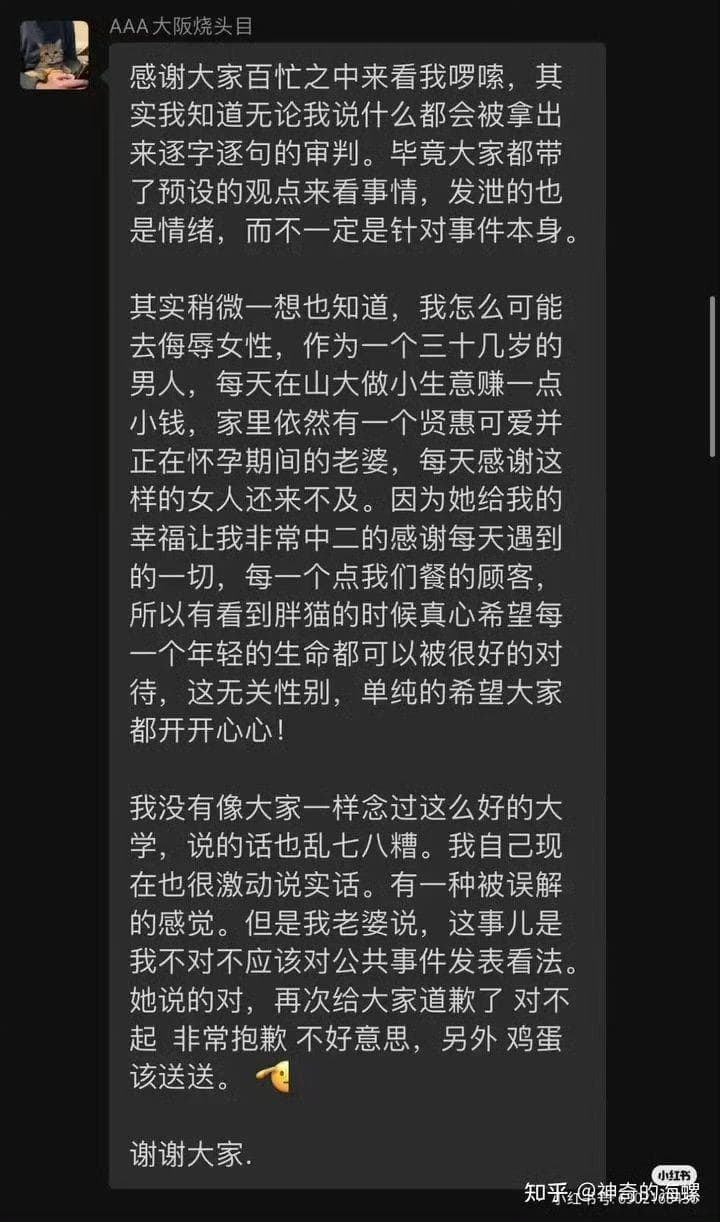 AAA大阪烧头目
感谢大家百忙之中来看我啰嗦，其
实我知道无论我说什么都会被拿出
来逐字逐句的审判。毕竟大家都带
了预设的观点来看事情，发泄的也
是情绪，而不一定是针对事件本身。
其实稍微一想也知道，我怎么可能
去侮辱女性，作为一个三十几岁的
男人，每天在山大做小生意赚一点
小钱，家里依然有一个贤惠可爱并
正在怀孕期间的老婆，每天感谢这
样的女人还来不及。因为她给我的
幸福让我非常中二的感谢每天遇到
的一切，每一个点我们餐的顾客，
所以有看到胖猫的时候真心希望每
一个年轻的生命都可以被很好的对
待，这无关性别，单纯的希望大家
都开开心心！
我没有像大家一样念过这么好的大
学，说的话也乱七八糟。我自己现
在也很激动说实话。有一种被误解
的感觉。但是我老婆说，这事儿是
我不对不应该对公共事件发表看法。
她说的对，再次给大家道歉了 对不
起 非常抱歉 不好意思，另外 鸡蛋
该送送。
谢谢大家.
小红书
知乎 @神奇的海螺